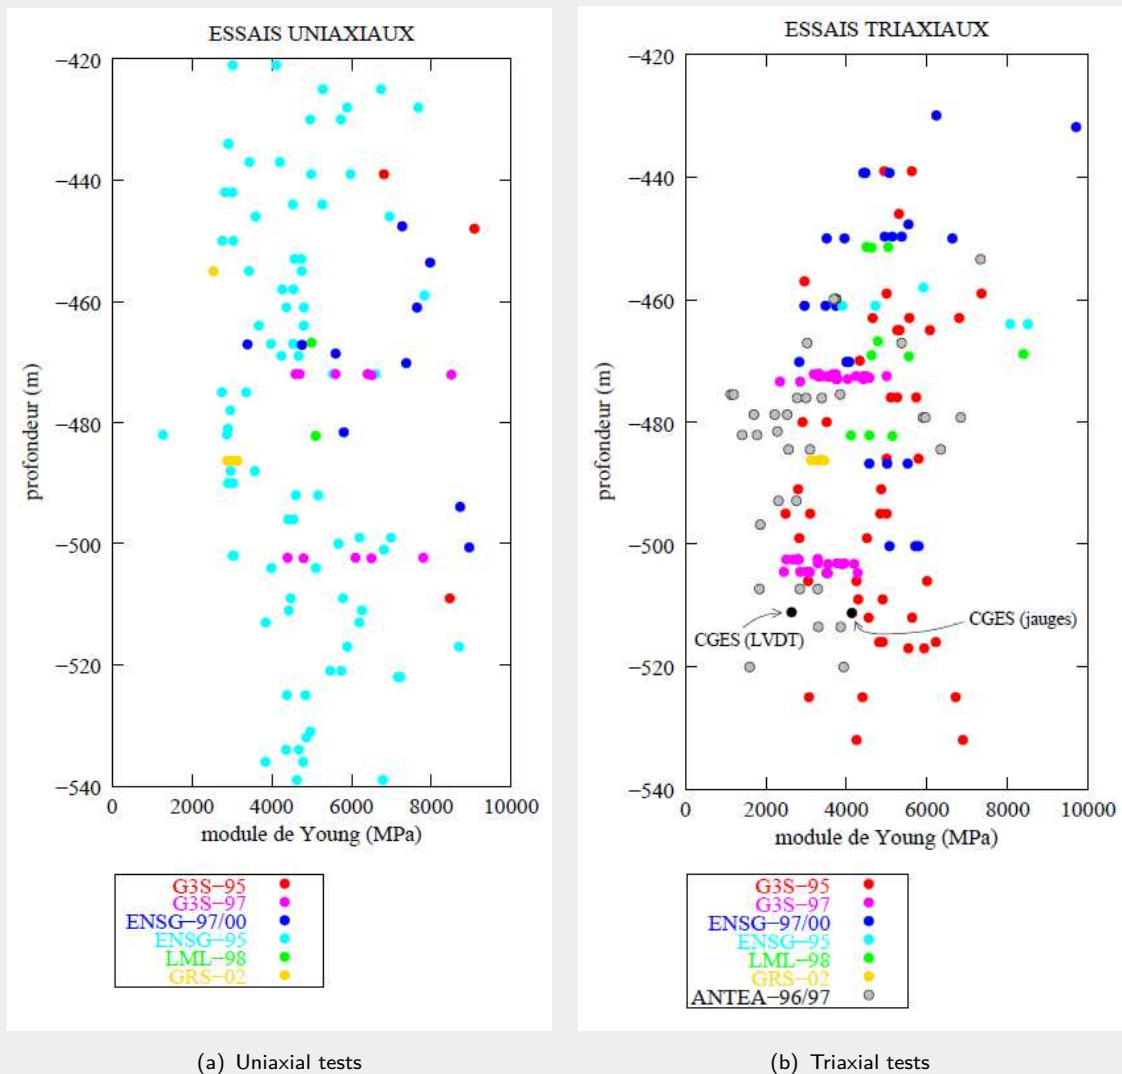 ESSAIS UNIAXIAUX
−420
−440
−460
−480
−500
−520
−540
profondeur (m)
0 2000 4000 6000 8000 10000
module de Young (MPa)
G3S−95
G3S−97
ENSG−97/00
ENSG−95
LML−98
GRS−02
(a) Uniaxial tests
ESSAIS TRIAXIAUX
−420
−440
−460
−480
−500
−520
−540
profondeur (m)
CGES (LVDT)
CGES (jauges)
0 2000 4000 6000 8000 10000
module de Young (MPa)
G3S−95
G3S−97
ENSG−97/00
ENSG−95
LML−98
GRS−02
ANTEA−96/97
(b) Triaxial tests